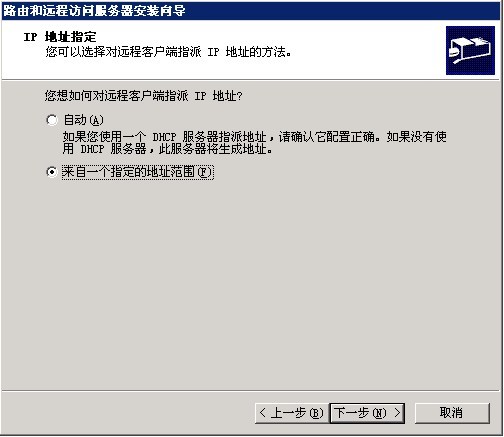 路由和远程访问服务器安装向导
IP 地址指定
您可以选择对远程客户端指派 IP 地址的方法。
您想如何对远程客户端指派 IP 地址?
自动(A)
如果您使用一个 DHCP 服务器指派地址，请确认它配置正确。如果没有使
用 DHCP 服务器，此服务器将生成地址。
来自一个指定的地址范围(F)
< 上一步(B) 下一步(N) > 取消